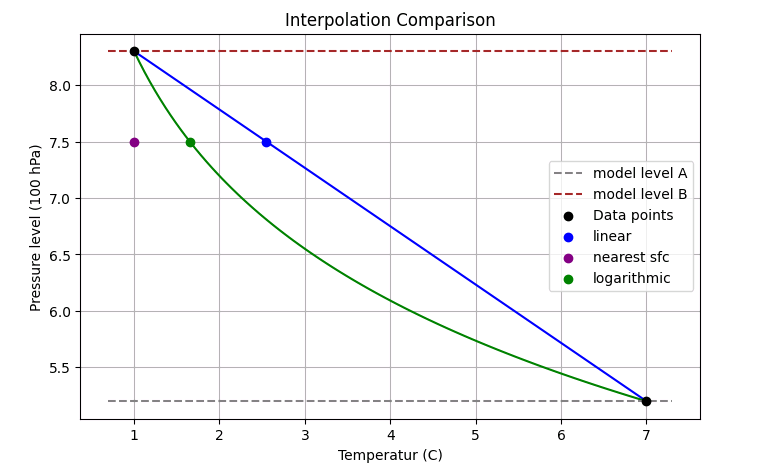 Interpolation Comparison
Pressure level (100 hPa)
8.0
7.5
7.0
6.5
6.0
5.5
model level A
model level B
Data points
linear
nearest sfc
logarithmic
1 2 3 4 5 6 7
Temperatur (C)